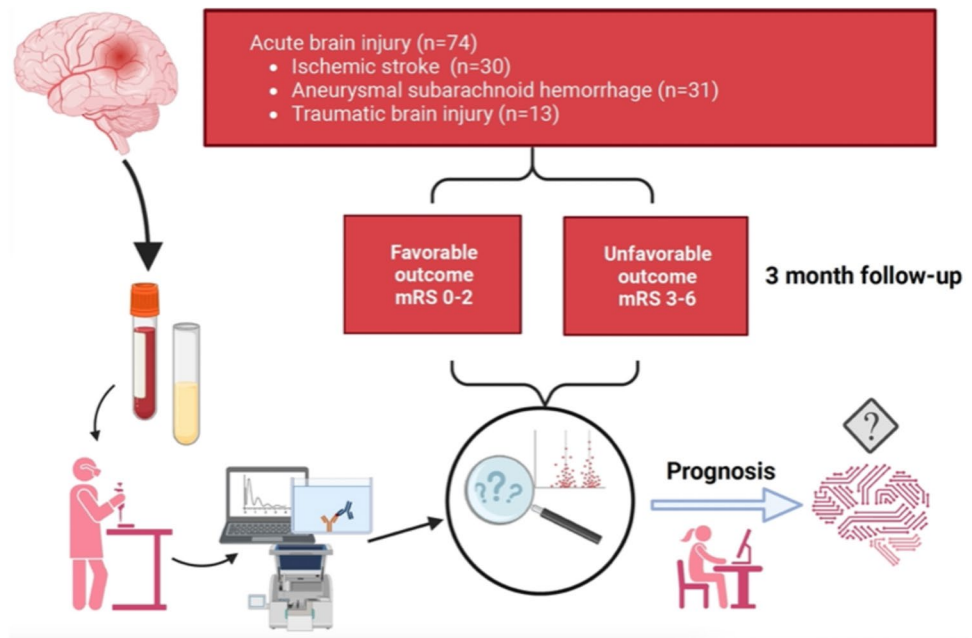 Acute brain injury (n=74)
• Ischemic stroke (n=30)
• Aneurysmal subarachnoid hemorrhage (n=31)
• Traumatic brain injury (n=13)
Favorable
outcome
mRS 0-2
Unfavorable
outcome
mRS 3-6
3 month follow-up
???
Prognosis
?